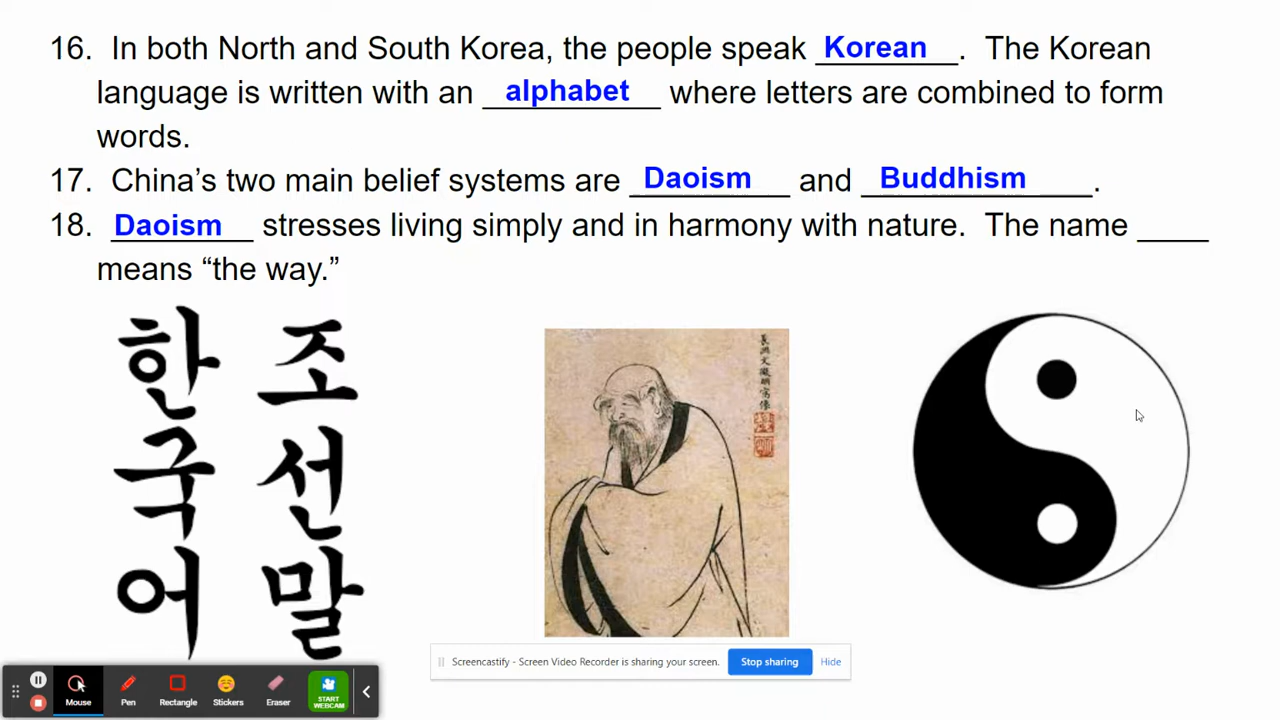 16. In both North and South Korea, the people speak Korean. The Korean
language is written with an alphabet where letters are combined to form
words.
17. China's two main belief systems are Daoism and Buddhism.
18. Daoism stresses living simply and in harmony with nature. The name ____
means “the way.”
한국어
조선말
Screencastify - Screen Video Recorder is sharing your screen.
Stop sharing
Hide
Mouse
Pen
Rectangle
Stickers
Eraser
START
WEBCAM